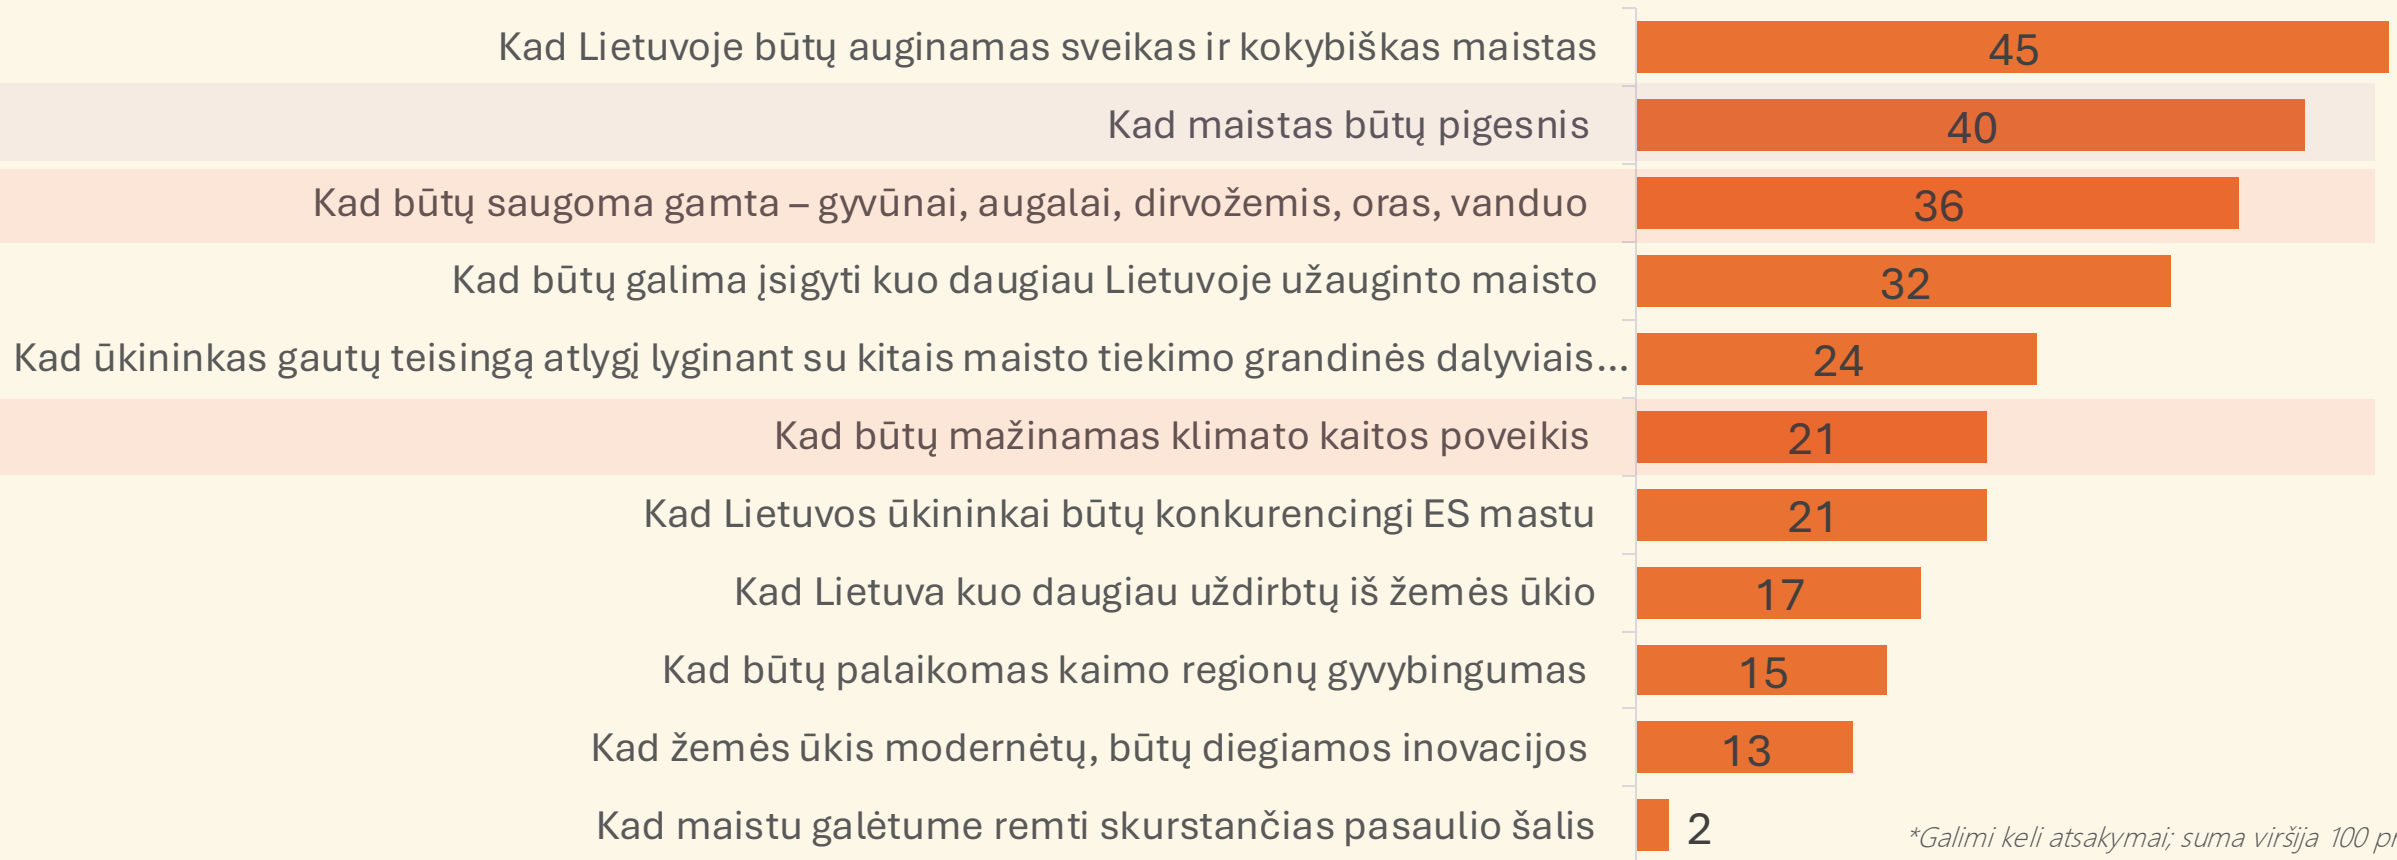 Kad Lietuvoje būtų auginamas sveikas ir kokybiškas maistas 45
Kad maistas būtų pigesnis 40
Kad būtų saugoma gamta – gyvūnai, augalai, dirvožemis, oras, vanduo 36
Kad būtų galima įsigyti kuo daugiau Lietuvoje užauginto maisto 32
Kad ūkininkas gautų teisingą atlygį lyginant su kitais maisto tiekimo grandinės dalyviais... 24
Kad būtų mažinamas klimato kaitos poveikis 21
Kad Lietuvos ūkininkai būtų konkurencingi ES mastu 21
Kad Lietuva kuo daugiau uždirbtų iš žemės ūkio 17
Kad būtų palaikomas kaimo regionų gyvybingumas 15
Kad žemės ūkis modernėtų, būtų diegiamos inovacijos 13
Kad maistu galėtume remti skurstančias pasaulio šalis 2
*Galimi keli atsakymai; suma viršija 100